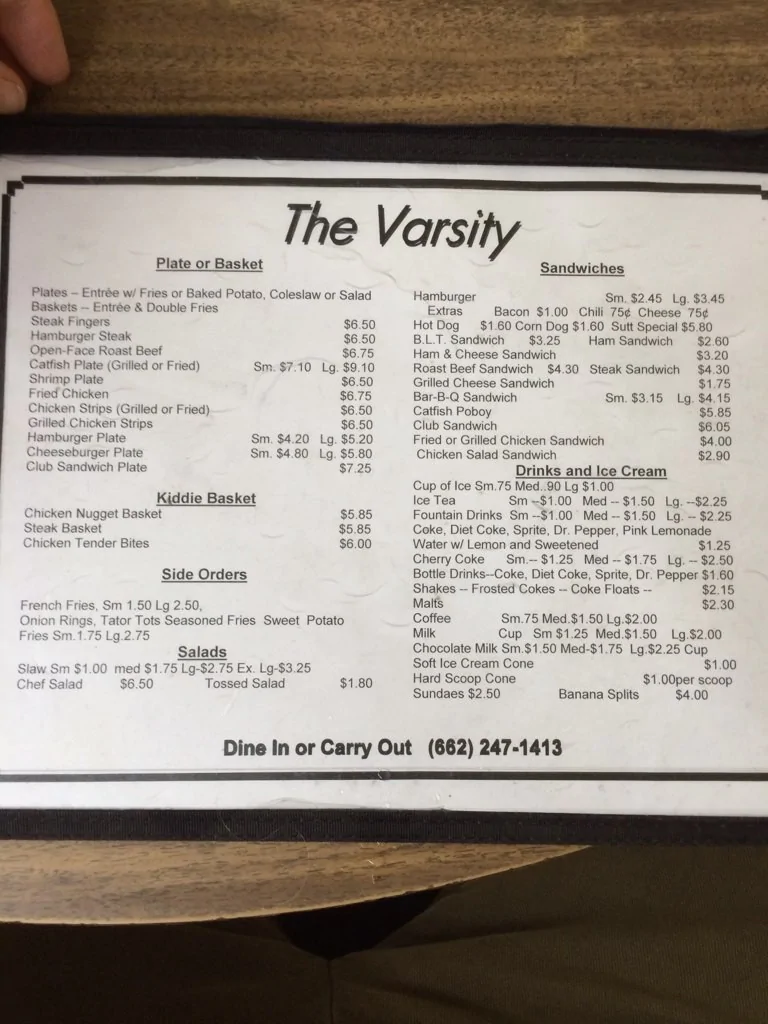 The Varsity
Plate or Basket
Plates – Entrée w/ Fries or Baked Potato, Coleslaw or Salad
Baskets – Entrée & Double Fries
Steak Fingers $6.50
Hamburger Steak $6.50
Open-Face Roast Beef $6.75
Catfish Plate (Grilled or Fried) Sm. $7.10 Lg. $9.10
Shrimp Plate $6.50
Fried Chicken $6.75
Chicken Strips (Grilled or Fried) $6.50
Grilled Chicken Strips $6.50
Hamburger Plate Sm. $4.20 Lg. $5.20
Cheeseburger Plate Sm. $4.80 Lg. $5.80
Club Sandwich Plate $7.25
Kiddie Basket
Chicken Nugget Basket $5.85
Steak Basket $5.85
Chicken Tender Bites $6.00
Side Orders
French Fries, Sm 1.50 Lg 2.50,
Onion Rings, Tator Tots Seasoned Fries Sweet Potato
Fries Sm.1.75 Lg.2.75
Salads
Slaw Sm $1.00 med $1.75 Lg-$2.75 Ex. Lg-$3.25
Chef Salad $6.50 Tossed Salad $1.80
Sandwiches
Hamburger Sm. $2.45 Lg. $3.45
Extras Bacon $1.00 Chili 75¢ Cheese 75¢
Hot Dog $1.60 Corn Dog $1.60 Sutt Special $5.80
B.L.T. Sandwich $3.25 Ham Sandwich $2.60
Ham & Cheese Sandwich $3.20
Roast Beef Sandwich $4.30 Steak Sandwich $4.30
Grilled Cheese Sandwich $1.75
Bar-B-Q Sandwich Sm. $3.15 Lg. $4.15
Catfish Poboy $5.85
Club Sandwich $6.05
Fried or Grilled Chicken Sandwich $4.00
Chicken Salad Sandwich $2.90
Drinks and Ice Cream
Cup of Ice Sm.75 Med..90 Lg $1.00
Ice Tea Sm --$1.00 Med -- $1.50 Lg. --$2.25
Fountain Drinks Sm --$1.00 Med -- $1.50 Lg. -- $2.25
Coke, Diet Coke, Sprite, Dr. Pepper, Pink Lemonade
Water w/ Lemon and Sweetened $1.25
Cherry Coke Sm.-- $1.25 Med -- $1.75 Lg. -- $2.50
Bottle Drinks--Coke, Diet Coke, Sprite, Dr. Pepper $1.60
Shakes -- Frosted Cokes -- Coke Floats -- $2.15
Malts $2.30
Coffee Sm.75 Med.$1.50 Lg.$2.00
Milk Cup Sm $1.25 Med.$1.50 Lg.$2.00
Chocolate Milk Sm.$1.50 Med-$1.75 Lg.$2.25 Cup
Soft Ice Cream Cone $1.00
Hard Scoop Cone $1.00per scoop
Sundaes $2.50 Banana Splits $4.00
Dine In or Carry Out (662) 247-1413